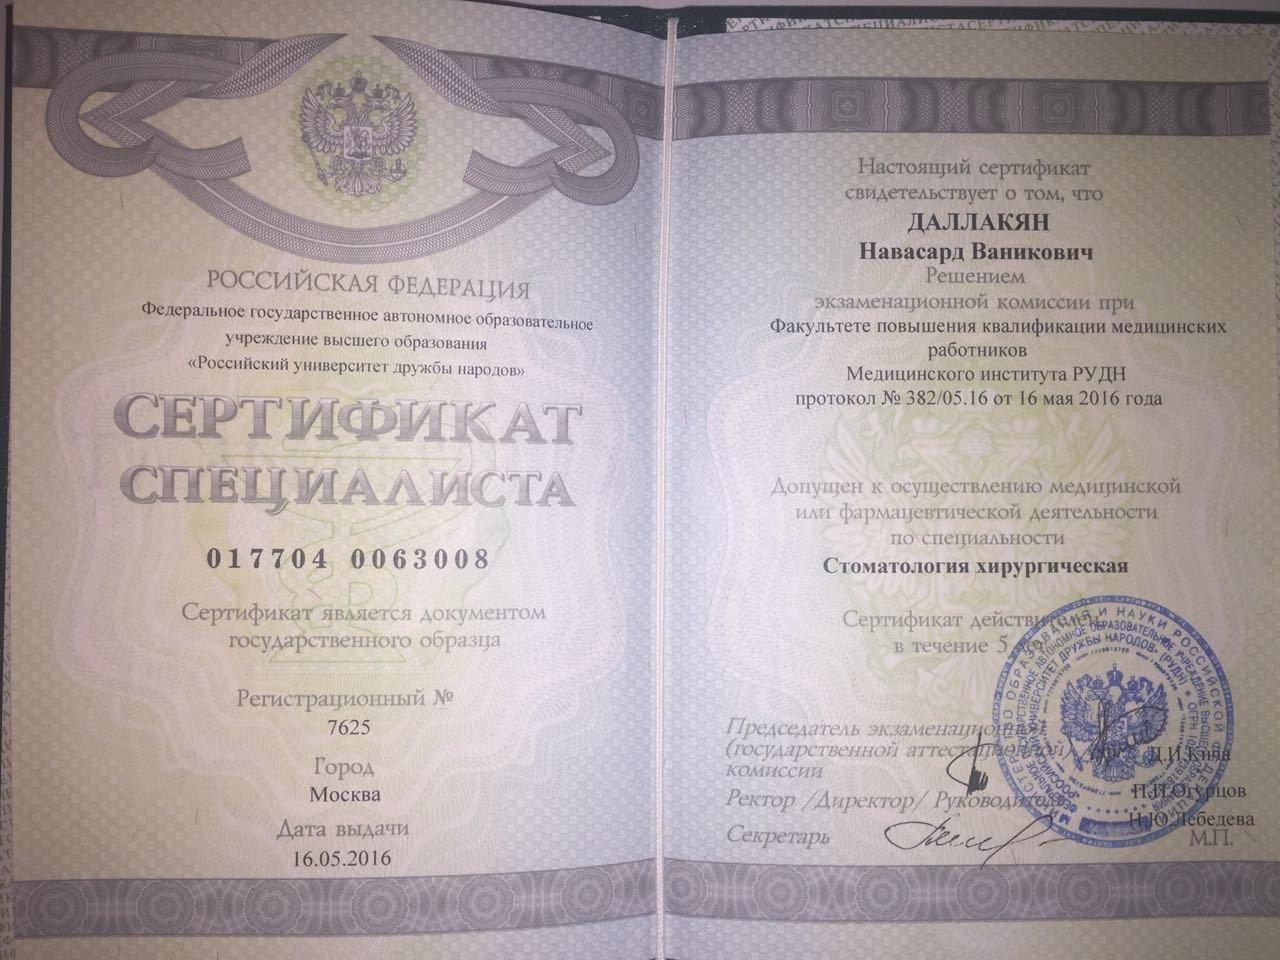 РОССИЙСКАЯ ФЕДЕРАЦИЯ
Федеральное государственное автономное образовательное
учреждение высшего образования
«Российский университет дружбы народов»
СЕРТИФИКАТ
СПЕЦИАЛИСТА
017704 0063008
Сертификат является документом
государственного образца
Регистрационный №
7625
Город
Москва
Дата выдачи
16.05.2016
Настоящий сертификат
свидетельствует о том, что
ДАЛЛАКЯН
Навасард Ваникович
Решением
экзаменационной комиссии при
Факультете повышения квалификации медицинских
работников
Медицинского института РУДН
протокол № 382/05.16 от 16 мая 2016 года
Допущен к осуществлению медицинской
или фармацевтической деятельности
по специальности
Стоматология хирургическая
Сертификат действителен
в течение 5
Председатель экзаменационной
(государственной аттестационной)
комиссии
Д.И.Кича
Ректор /Директор/ Руководитель
П.П.Огурцов
Секретарь
Н.Ю.Лебедева
М.П.